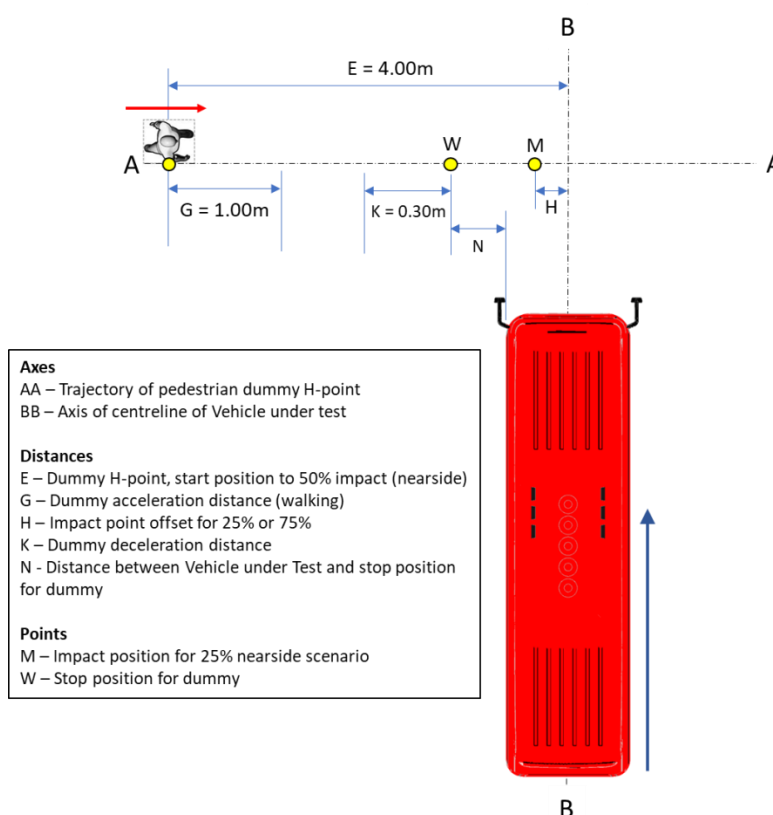 B
E = 4.00m
W
M
A
A
G = 1.00m
K = 0.30m
H
N
Axes
AA – Trajectory of pedestrian dummy H-point
BB – Axis of centreline of Vehicle under test
Distances
E – Dummy H-point, start position to 50% impact (nearside)
G – Dummy acceleration distance (walking)
H – Impact point offset for 25% or 75%
K – Dummy deceleration distance
N - Distance between Vehicle under Test and stop position
for dummy
Points
M – Impact position for 25% nearside scenario
W – Stop position for dummy
B